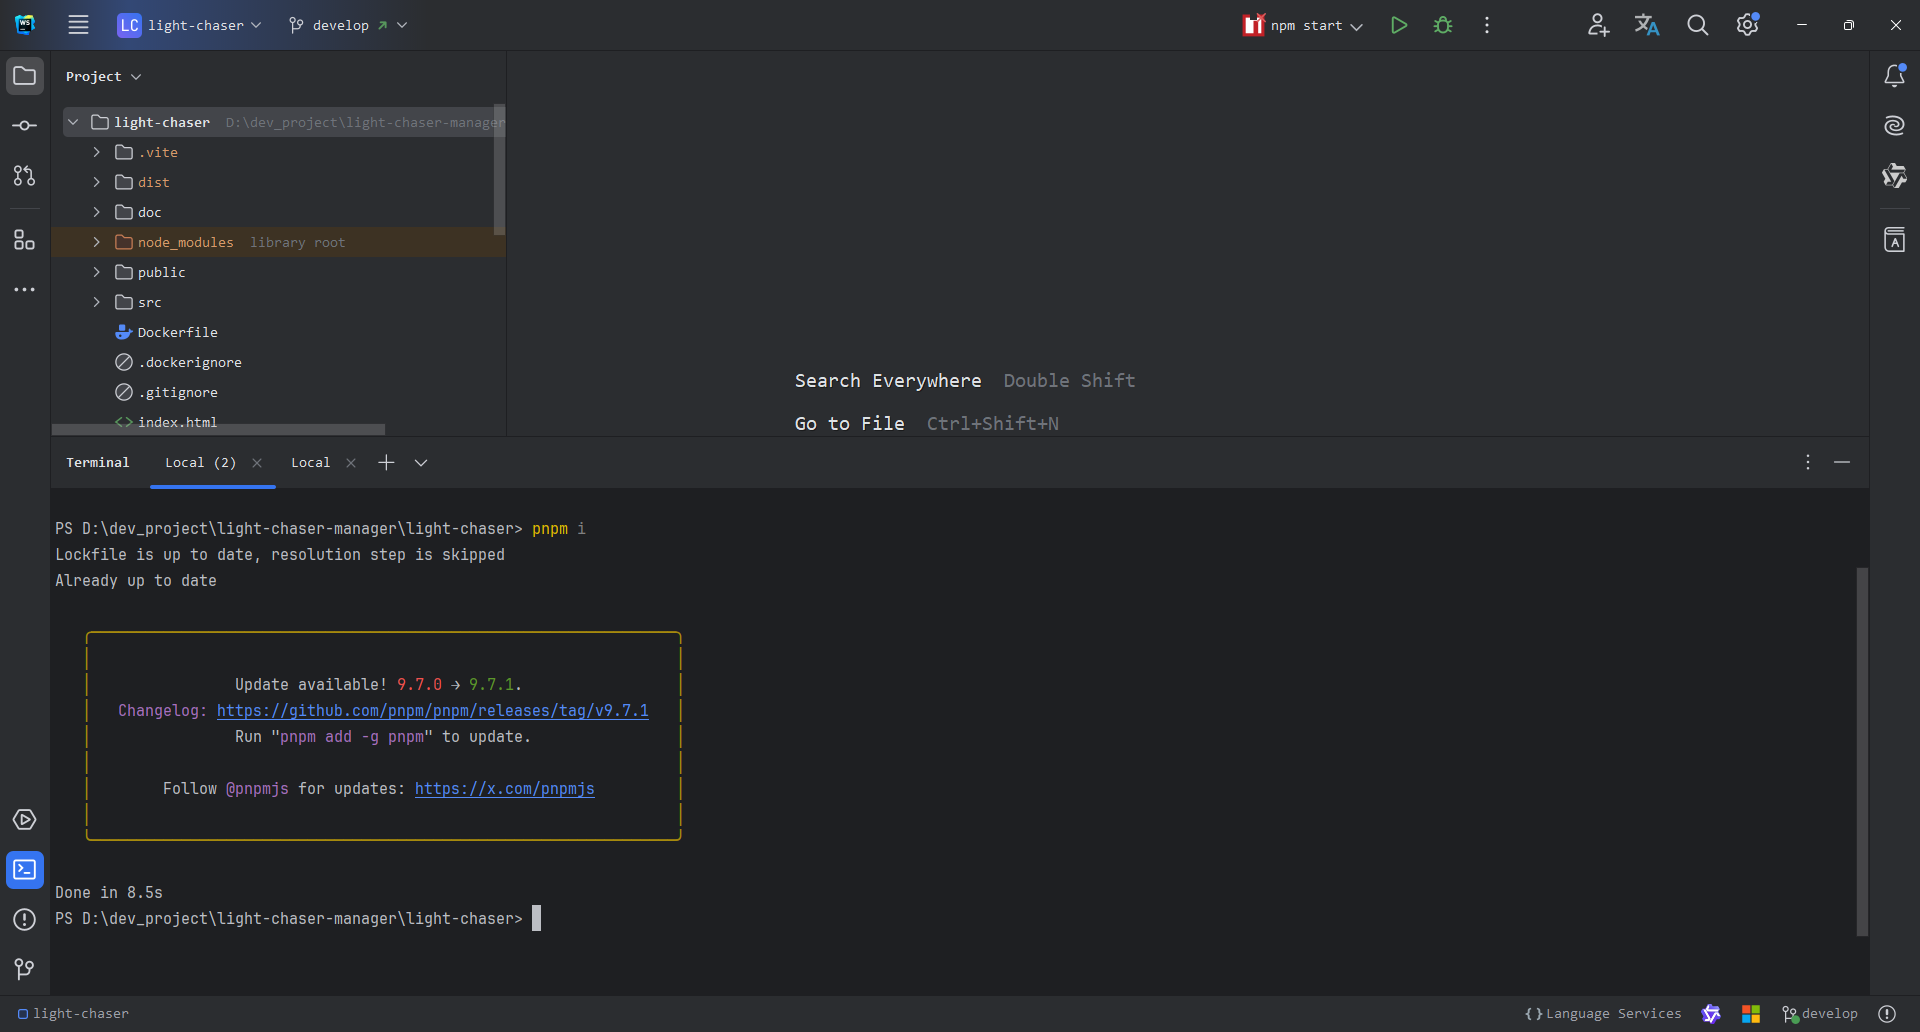 LC light-chaser develop npm start
Project
light-chaser D:\dev_project\light-chaser-manager
.vite
dist
doc
node_modules library root
public
src
Dockerfile
.dockerignore
.gitignore
index.html
Search Everywhere Double Shift
Go to File Ctrl+Shift+N
Terminal Local (2) Local
PS D:\dev_project\light-chaser-manager\light-chaser> pnpm i
Lockfile is up to date, resolution step is skipped
Already up to date
Update available! 9.7.0 → 9.7.1.
Changelog: https://github.com/pnpm/pnpm/releases/tag/v9.7.1
Run "pnpm add -g pnpm" to update.
Follow @pnpmjs for updates: https://x.com/pnpmjs
Done in 8.5s
PS D:\dev_project\light-chaser-manager\light-chaser>
light-chaser {} Language Services develop